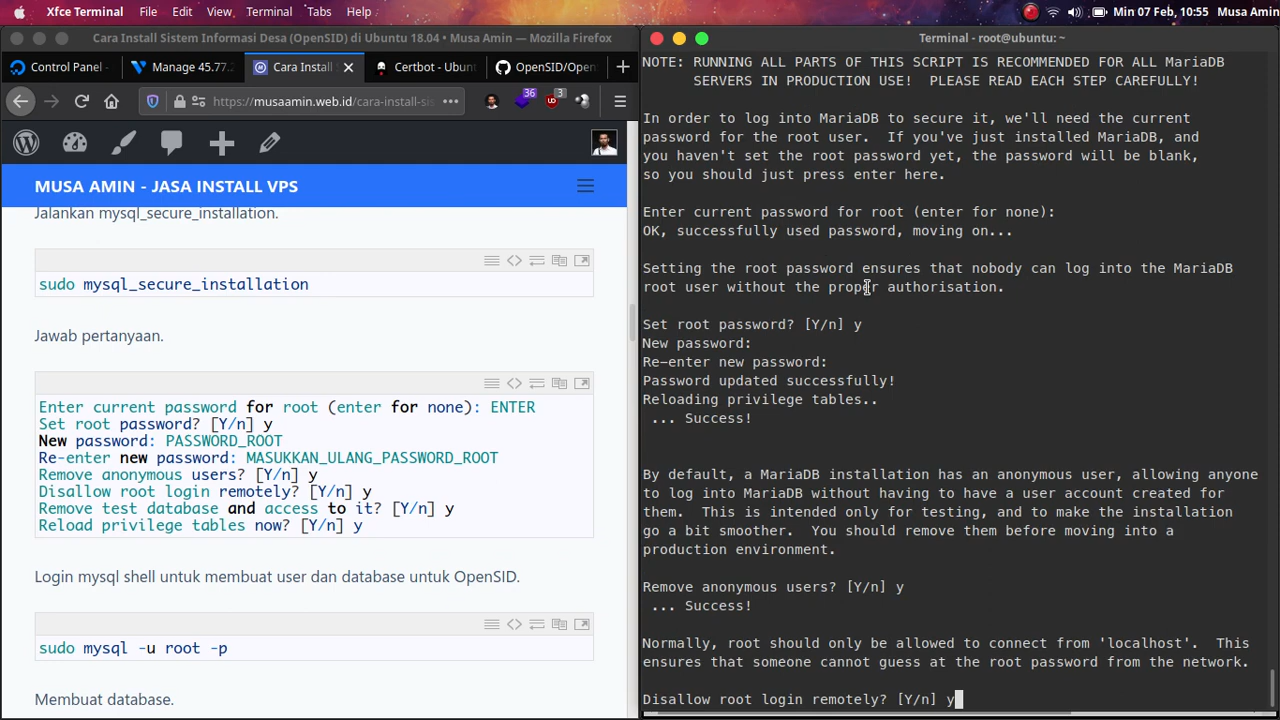 Xfce Terminal File Edit View Terminal Tabs Help Min 07 Feb, 10:55 Musa Amin
Cara Install Sistem Informasi Desa (OpenSID) di Ubuntu 18.04 • Musa Amin — Mozilla Firefox
Control Panel - Manage 45.77.2 Cara Install Certbot - Ubun OpenSID/Open
https://musaamin.web.id/cara-install-sis
36 3
MUSA AMIN - JASA INSTALL VPS
Jalankan mysql_secure_installation.
sudo mysql_secure_installation
Jawab pertanyaan.
Enter current password for root (enter for none): ENTER
Set root password? [Y/n] y
New password: PASSWORD_ROOT
Re-enter new password: MASUKKAN_ULANG_PASSWORD_ROOT
Remove anonymous users? [Y/n] y
Disallow root login remotely? [Y/n] y
Remove test database and access to it? [Y/n] y
Reload privilege tables now? [Y/n] y
Login mysql shell untuk membuat user dan database untuk OpenSID.
sudo mysql -u root -p
Membuat database.
Terminal - root@ubuntu: ~
NOTE: RUNNING ALL PARTS OF THIS SCRIPT IS RECOMMENDED FOR ALL MariaDB
SERVERS IN PRODUCTION USE! PLEASE READ EACH STEP CAREFULLY!
In order to log into MariaDB to secure it, we'll need the current
password for the root user. If you've just installed MariaDB, and
you haven't set the root password yet, the password will be blank,
so you should just press enter here.
Enter current password for root (enter for none):
OK, successfully used password, moving on...
Setting the root password ensures that nobody can log into the MariaDB
root user without the proper authorisation.
Set root password? [Y/n] y
New password:
Re-enter new password:
Password updated successfully!
Reloading privilege tables..
... Success!
By default, a MariaDB installation has an anonymous user, allowing anyone
to log into MariaDB without having to have a user account created for
them. This is intended only for testing, and to make the installation
go a bit smoother. You should remove them before moving into a
production environment.
Remove anonymous users? [Y/n] y
... Success!
Normally, root should only be allowed to connect from 'localhost'. This
ensures that someone cannot guess at the root password from the network.
Disallow root login remotely? [Y/n] y